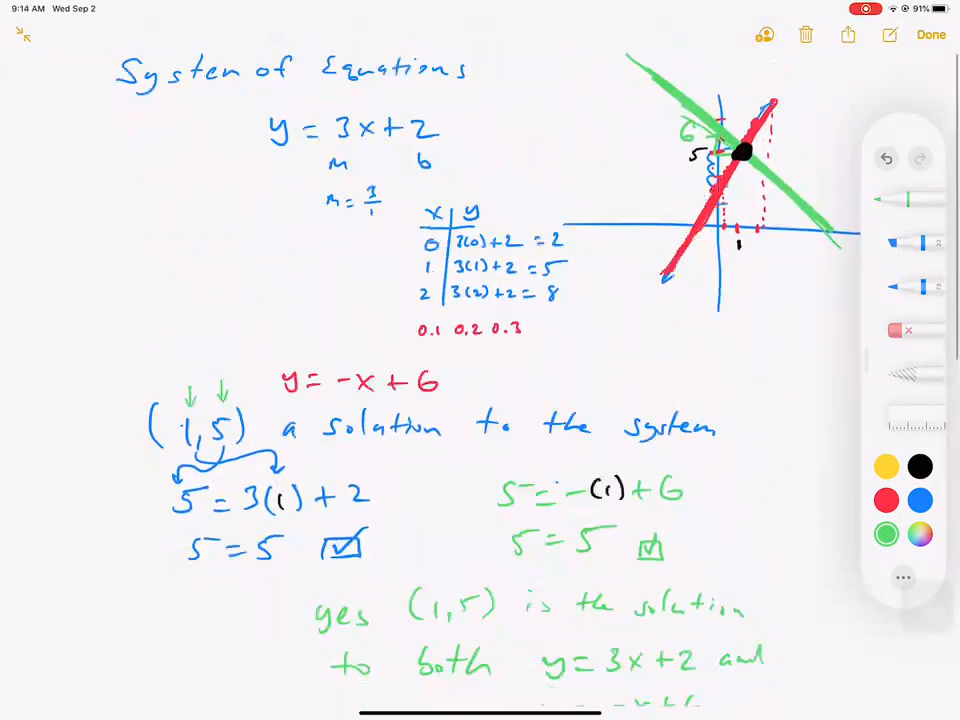 9:14 AM Wed Sep 2
91%
Done
System of Equations
y = 3x + 2
m b
m = 3/1
x | y
0 | 3(0) + 2 = 2
1 | 3(1) + 2 = 5
2 | 3(2) + 2 = 8
0.1 0.2 0.3
6
5
1
y = -x + 6
(1,5) a solution to the system
5 = 3(1) + 2
5 = 5
5 = -(1) + 6
5 = 5
yes (1,5) is the solution
to both y = 3x + 2 and